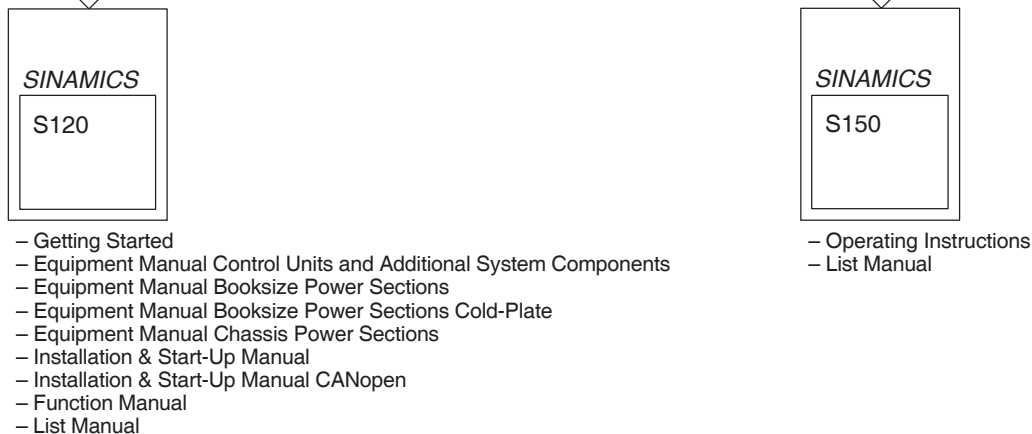 SINAMICS
S120
– Getting Started
– Equipment Manual Control Units and Additional System Components
– Equipment Manual Booksize Power Sections
– Equipment Manual Booksize Power Sections Cold-Plate
– Equipment Manual Chassis Power Sections
– Installation & Start-Up Manual
– Installation & Start-Up Manual CANopen
– Function Manual
– List Manual
SINAMICS
S150
– Operating Instructions
– List Manual